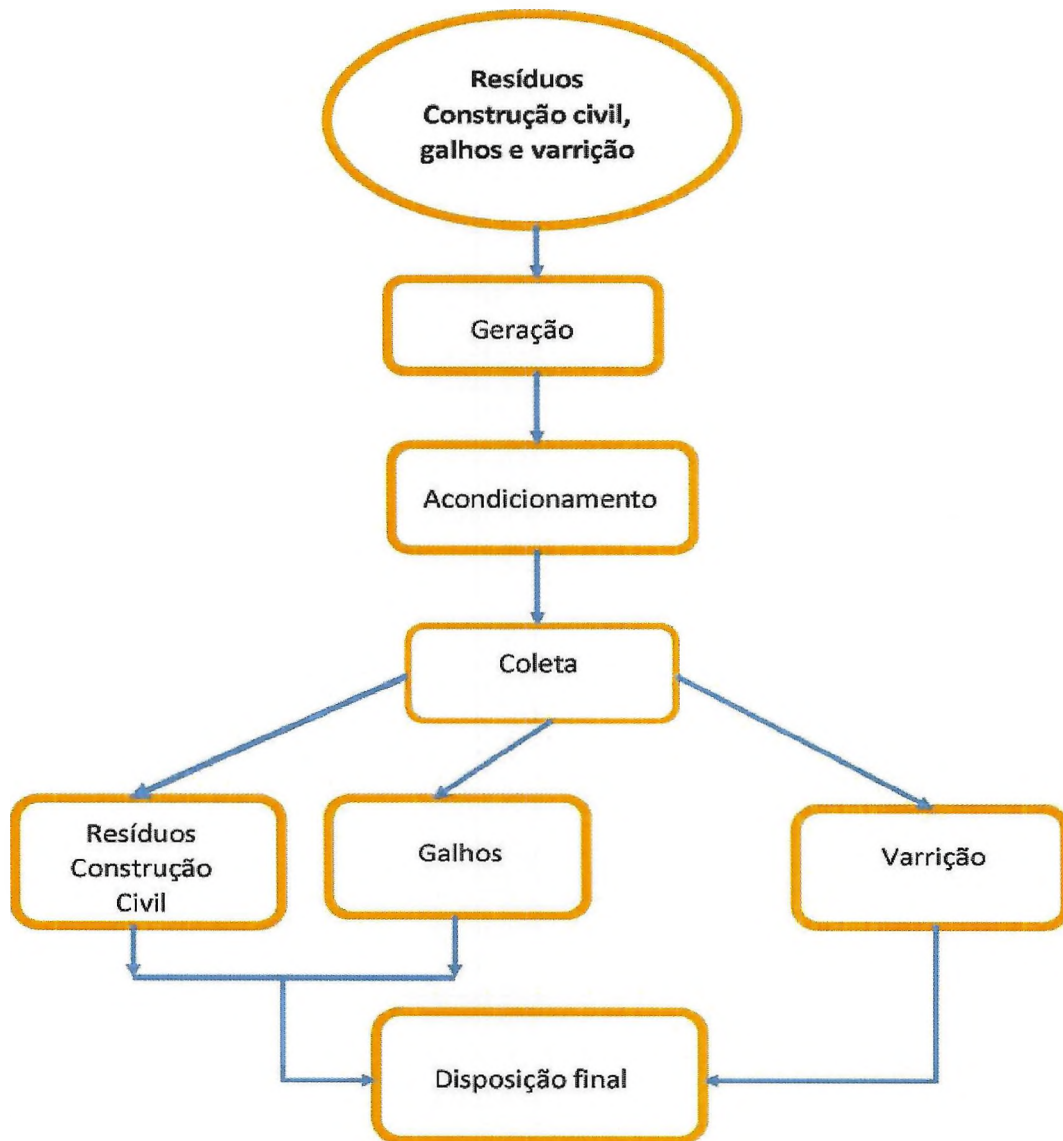 Resíduos
Construção civil,
galhos e varrição
Geração
Acondicionamento
Coleta
Resíduos
Construção
Civil
Galhos
Varrição
Disposição final